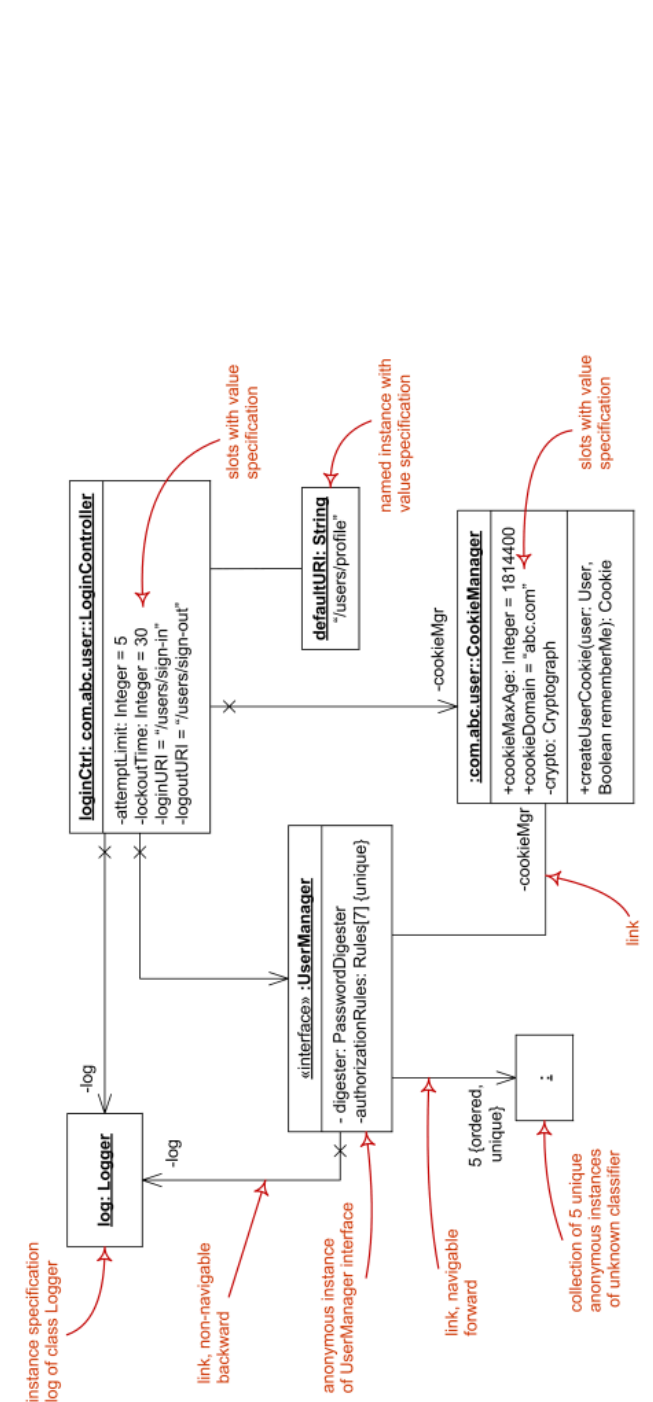 instance specification
log of class Logger
log: Logger
-log
-log
loginCtrl: com.abc.user::LoginController
-attemptLimit: Integer = 5
-lockoutTime: Integer = 30
-loginURI = “/users/sign-in”
-logoutURI = “/users/sign-out”
slots with value
specification
link, non-navigable
backward
«interface» :UserManager
- digester: PasswordDigester
-authorizationRules: Rules[7] {unique}
defaultURI: String
“/users/profile”
named instance with
value specification
anonymous instance
of UserManager interface
link, navigable
forward
5 {ordered,
unique}
:
collection of 5 unique
anonymous instances
of unknown classifier
-cookieMgr
-cookieMgr
link
:com.abc.user::CookieManager
+cookieMaxAge: Integer = 1814400
+cookieDomain = “abc.com”
-crypto: Cryptograph
+createUserCookie(user: User,
Boolean rememberMe): Cookie
slots with value
specification